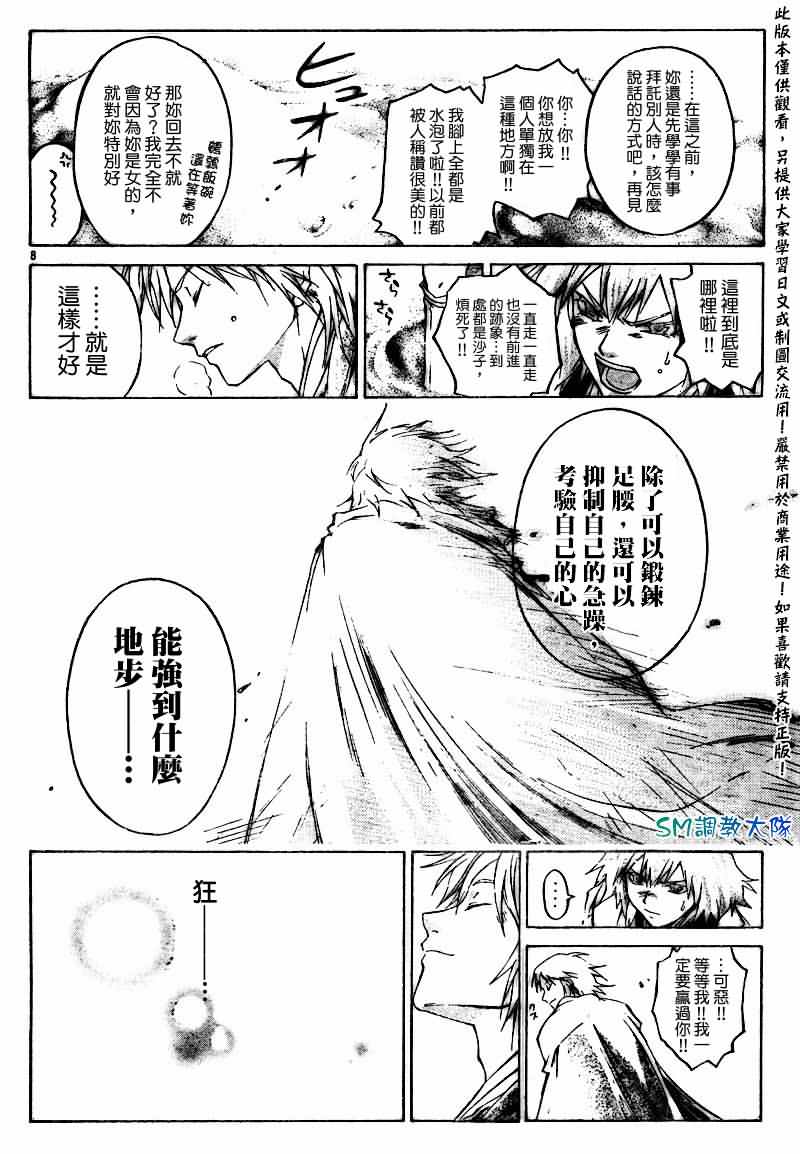 ……在這之前，
妳還是先學學有事
拜託別人時，該怎麼
說話的方式吧，再見
你…你!!
你想放我一
個人單獨在
這種地方啊!!
我腳上全都是
水泡了啦!!以前都
被人稱讚很美的!!
ヒュオ
那妳回去不就
好了？我完全不
會因為妳是女的，
就對妳特別好
還在等著妳
8
這裡到底是
哪裡啦!!
一直走一直走
也沒有前進
的跡象…到
處都是沙子，
煩死了!!
さら
さら
……就是
這樣才好
除了可以鍛鍊
足腰，還可以
抑制自己的急躁，
考驗自己的心
能強到什麼
地步——…
SM調教大隊
…
…可惡!!
等等我!!我一
定要贏過你!!
クス
狂——…
此版本僅供觀看，另提供大家學習日文或制圖交流用！嚴禁用於商業用途！如果喜歡請支持正版！